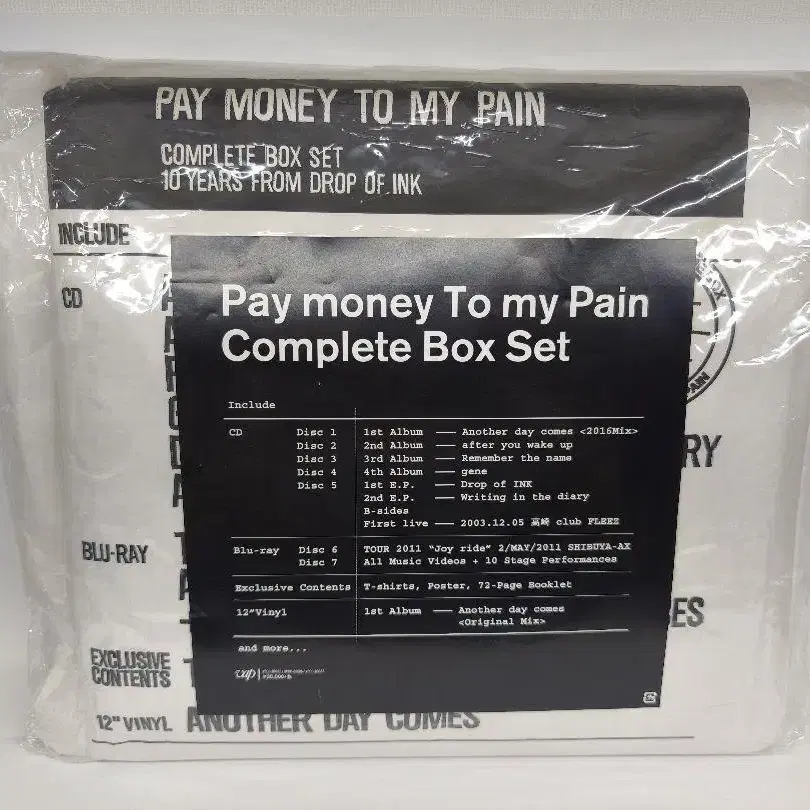 PAY MONEY TO MY PAIN
COMPLETE BOX SET
10 YEARS FROM DROP OF INK
INCLUDE
CD
RY
BLU-RAY
ES
EXCLUSIVE
CONTENTS
12" VINYL ANOTHER DAY COMES
Pay money To my Pain
Complete Box Set
Include
CD Disc 1 1st Album — Another day comes <2016Mix>
Disc 2 2nd Album — after you wake up
Disc 3 3rd Album — Remember the name
Disc 4 4th Album — gene
Disc 5 1st E.P. — Drop of INK
2nd E.P. — Writing in the diary
B-sides
First live — 2003.12.05 高崎 club FLEEZ
Blu-ray Disc 6 TOUR 2011 "Joy ride" 2/MAY/2011 SHIBUYA-AX
Disc 7 All Music Videos + 10 Stage Performances
Exclusive Contents T-shirts, Poster, 72-Page Booklet
12"Vinyl 1st Album — Another day comes
<Original Mix>
and more...
vap